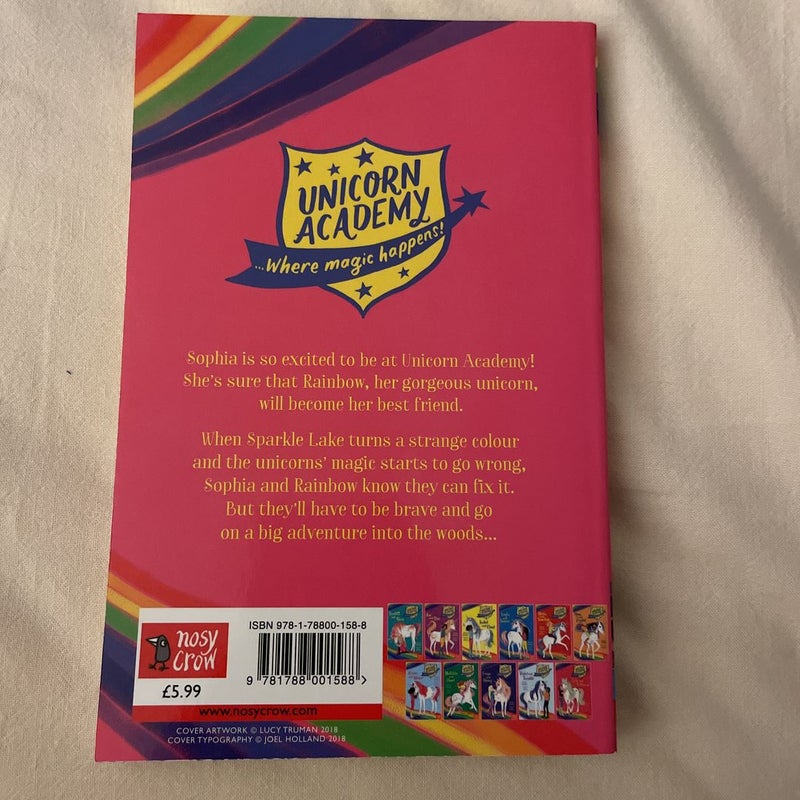 UNICORN
ACADEMY
...Where magic happens!
Sophia is so excited to be at Unicorn Academy!
She's sure that Rainbow, her gorgeous unicorn,
will become her best friend.
When Sparkle Lake turns a strange colour
and the unicorns' magic starts to go wrong,
Sophia and Rainbow know they can fix it.
But they'll have to be brave and go
on a big adventure into the woods...
nosy
crow
£5.99
ISBN 978-1-78800-158-8
9 781788 001588 >
www.nosycrow.com
COVER ARTWORK © LUCY TRUMAN 2018
COVER TYPOGRAPHY © JOEL HOLLAND 2018